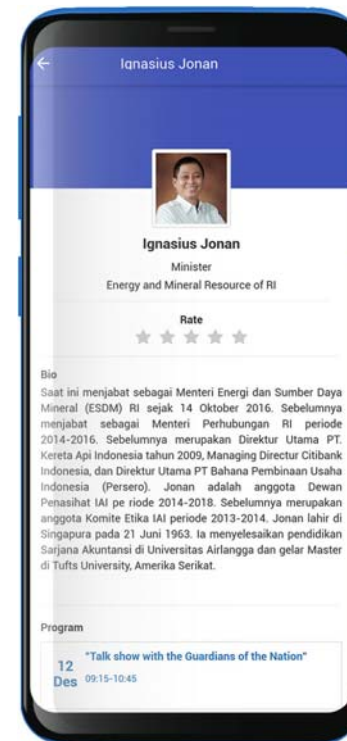 Ignasius Jonan
Ignasius Jonan
Minister
Energy and Mineral Resource of RI
Rate
Bio
Saat ini menjabat sebagai Menteri Energi dan Sumber Daya
Mineral (ESDM) RI sejak 14 Oktober 2016. Sebelumnya
menjabat sebagai Menteri Perhubungan RI periode
2014-2016. Sebelumnya merupakan Direktur Utama PT.
Kereta Api Indonesia tahun 2009, Managing Directur Citibank
Indonesia, dan Direktur Utama PT Bahana Pembinaan Usaha
Indonesia (Persero). Jonan adalah anggota Dewan
Penasihat IAI pe riode 2014-2018. Sebelumnya merupakan
anggota Komite Etika IAI periode 2013-2014. Jonan lahir di
Singapura pada 21 Juni 1963. Ia menyelesaikan pendidikan
Sarjana Akuntansi di Universitas Airlangga dan gelar Master
di Tufts University, Amerika Serikat.
Program
12
Des
"Talk show with the Guardians of the Nation"
09:15-10:45